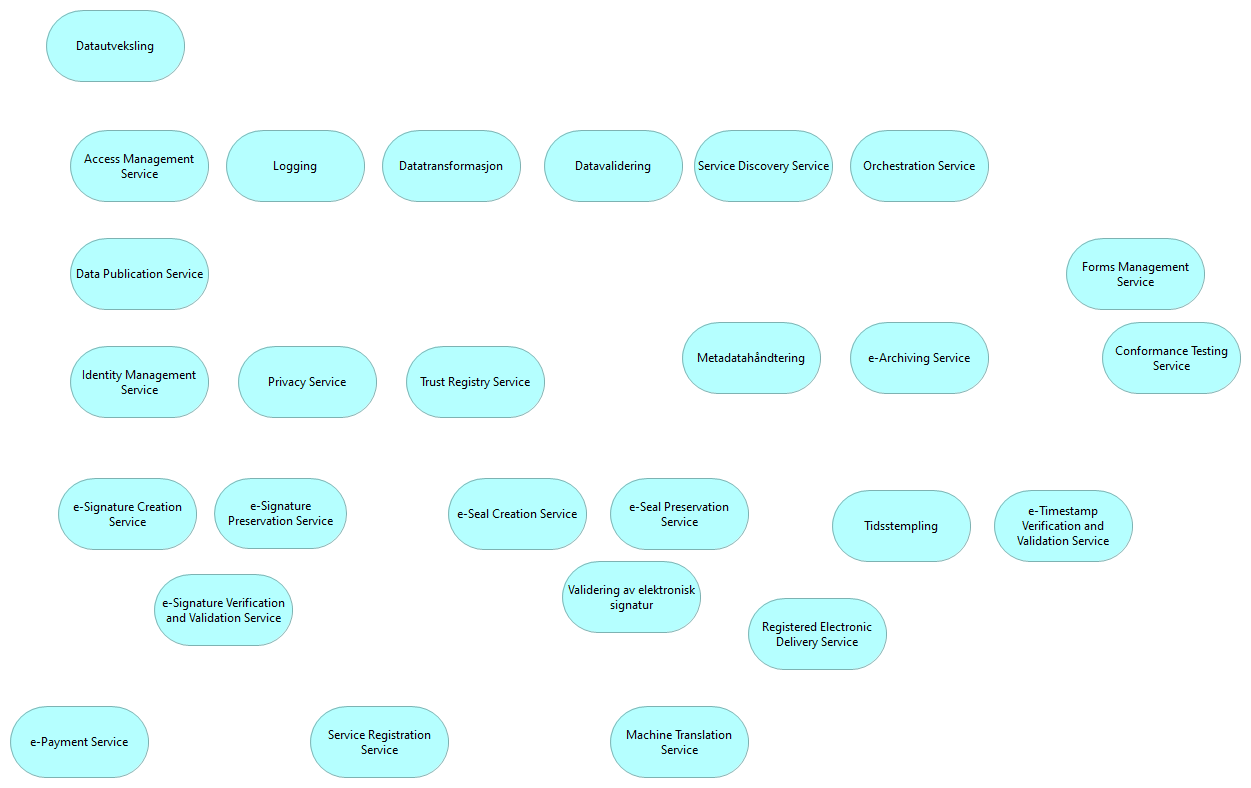 Datautveksling
Access Management
Service
Logging
Datatransformasjon
Datavalidering
Service Discovery Service
Orchestration Service
Data Publication Service
Forms Management
Service
Identity Management
Service
Privacy Service
Trust Registry Service
Metadatahåndtering
e-Archiving Service
Conformance Testing
Service
e-Signature Creation
Service
e-Signature
Preservation Service
e-Seal Creation Service
e-Seal Preservation
Service
Tidsstempling
e-Timestamp
Verification and
Validation Service
e-Signature Verification
and Validation Service
Validering av elektronisk
signatur
Registered Electronic
Delivery Service
e-Payment Service
Service Registration
Service
Machine Translation
Service